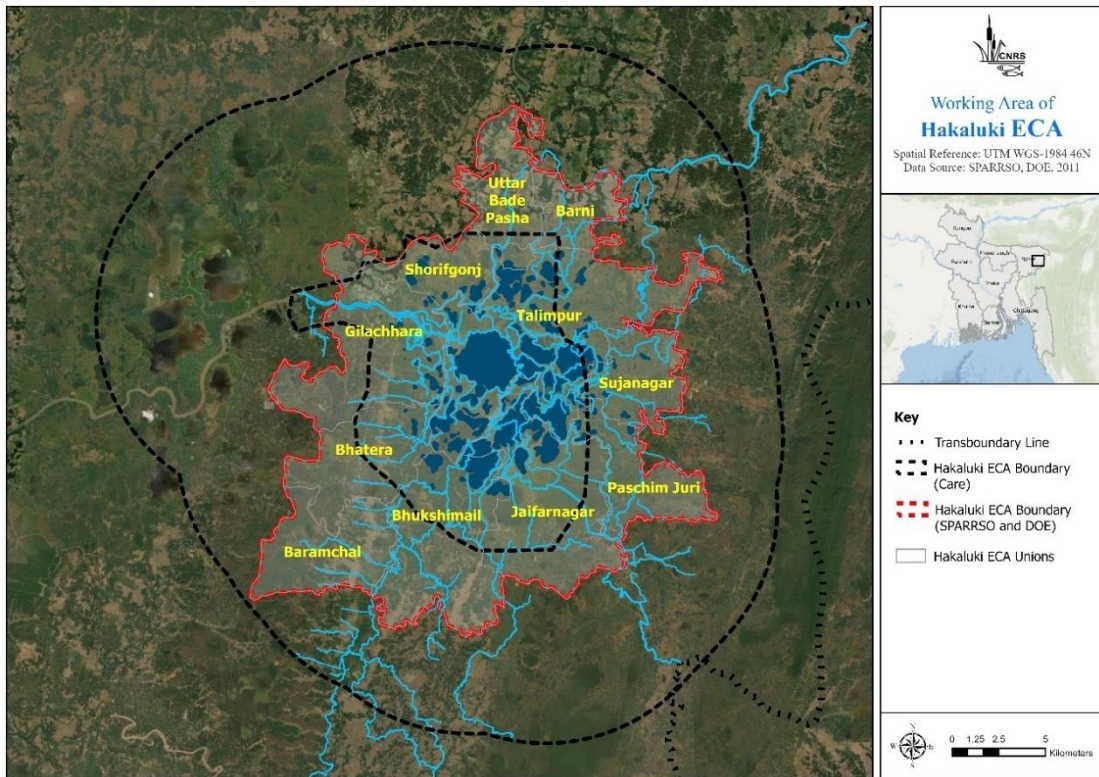 Uttar
Bade
Pasha
Barni
Shorifgonj
Talimpur
Gilachhara
Sujanagar
Bhatera
Paschim Juri
Bhukshimail
Jaifarnagar
Baramchal
CNRS
Working Area of
Hakaluki ECA
Spatial Reference: UTM WGS-1984 46N
Data Source: SPARRSO, DOE, 2011
Dhaka
Key
Transboundary Line
Hakaluki ECA Boundary
(Care)
Hakaluki ECA Boundary
(SPARRSO and DOE)
Hakaluki ECA Unions
N
W
S
0 1.25 2.5 5
Kilometers